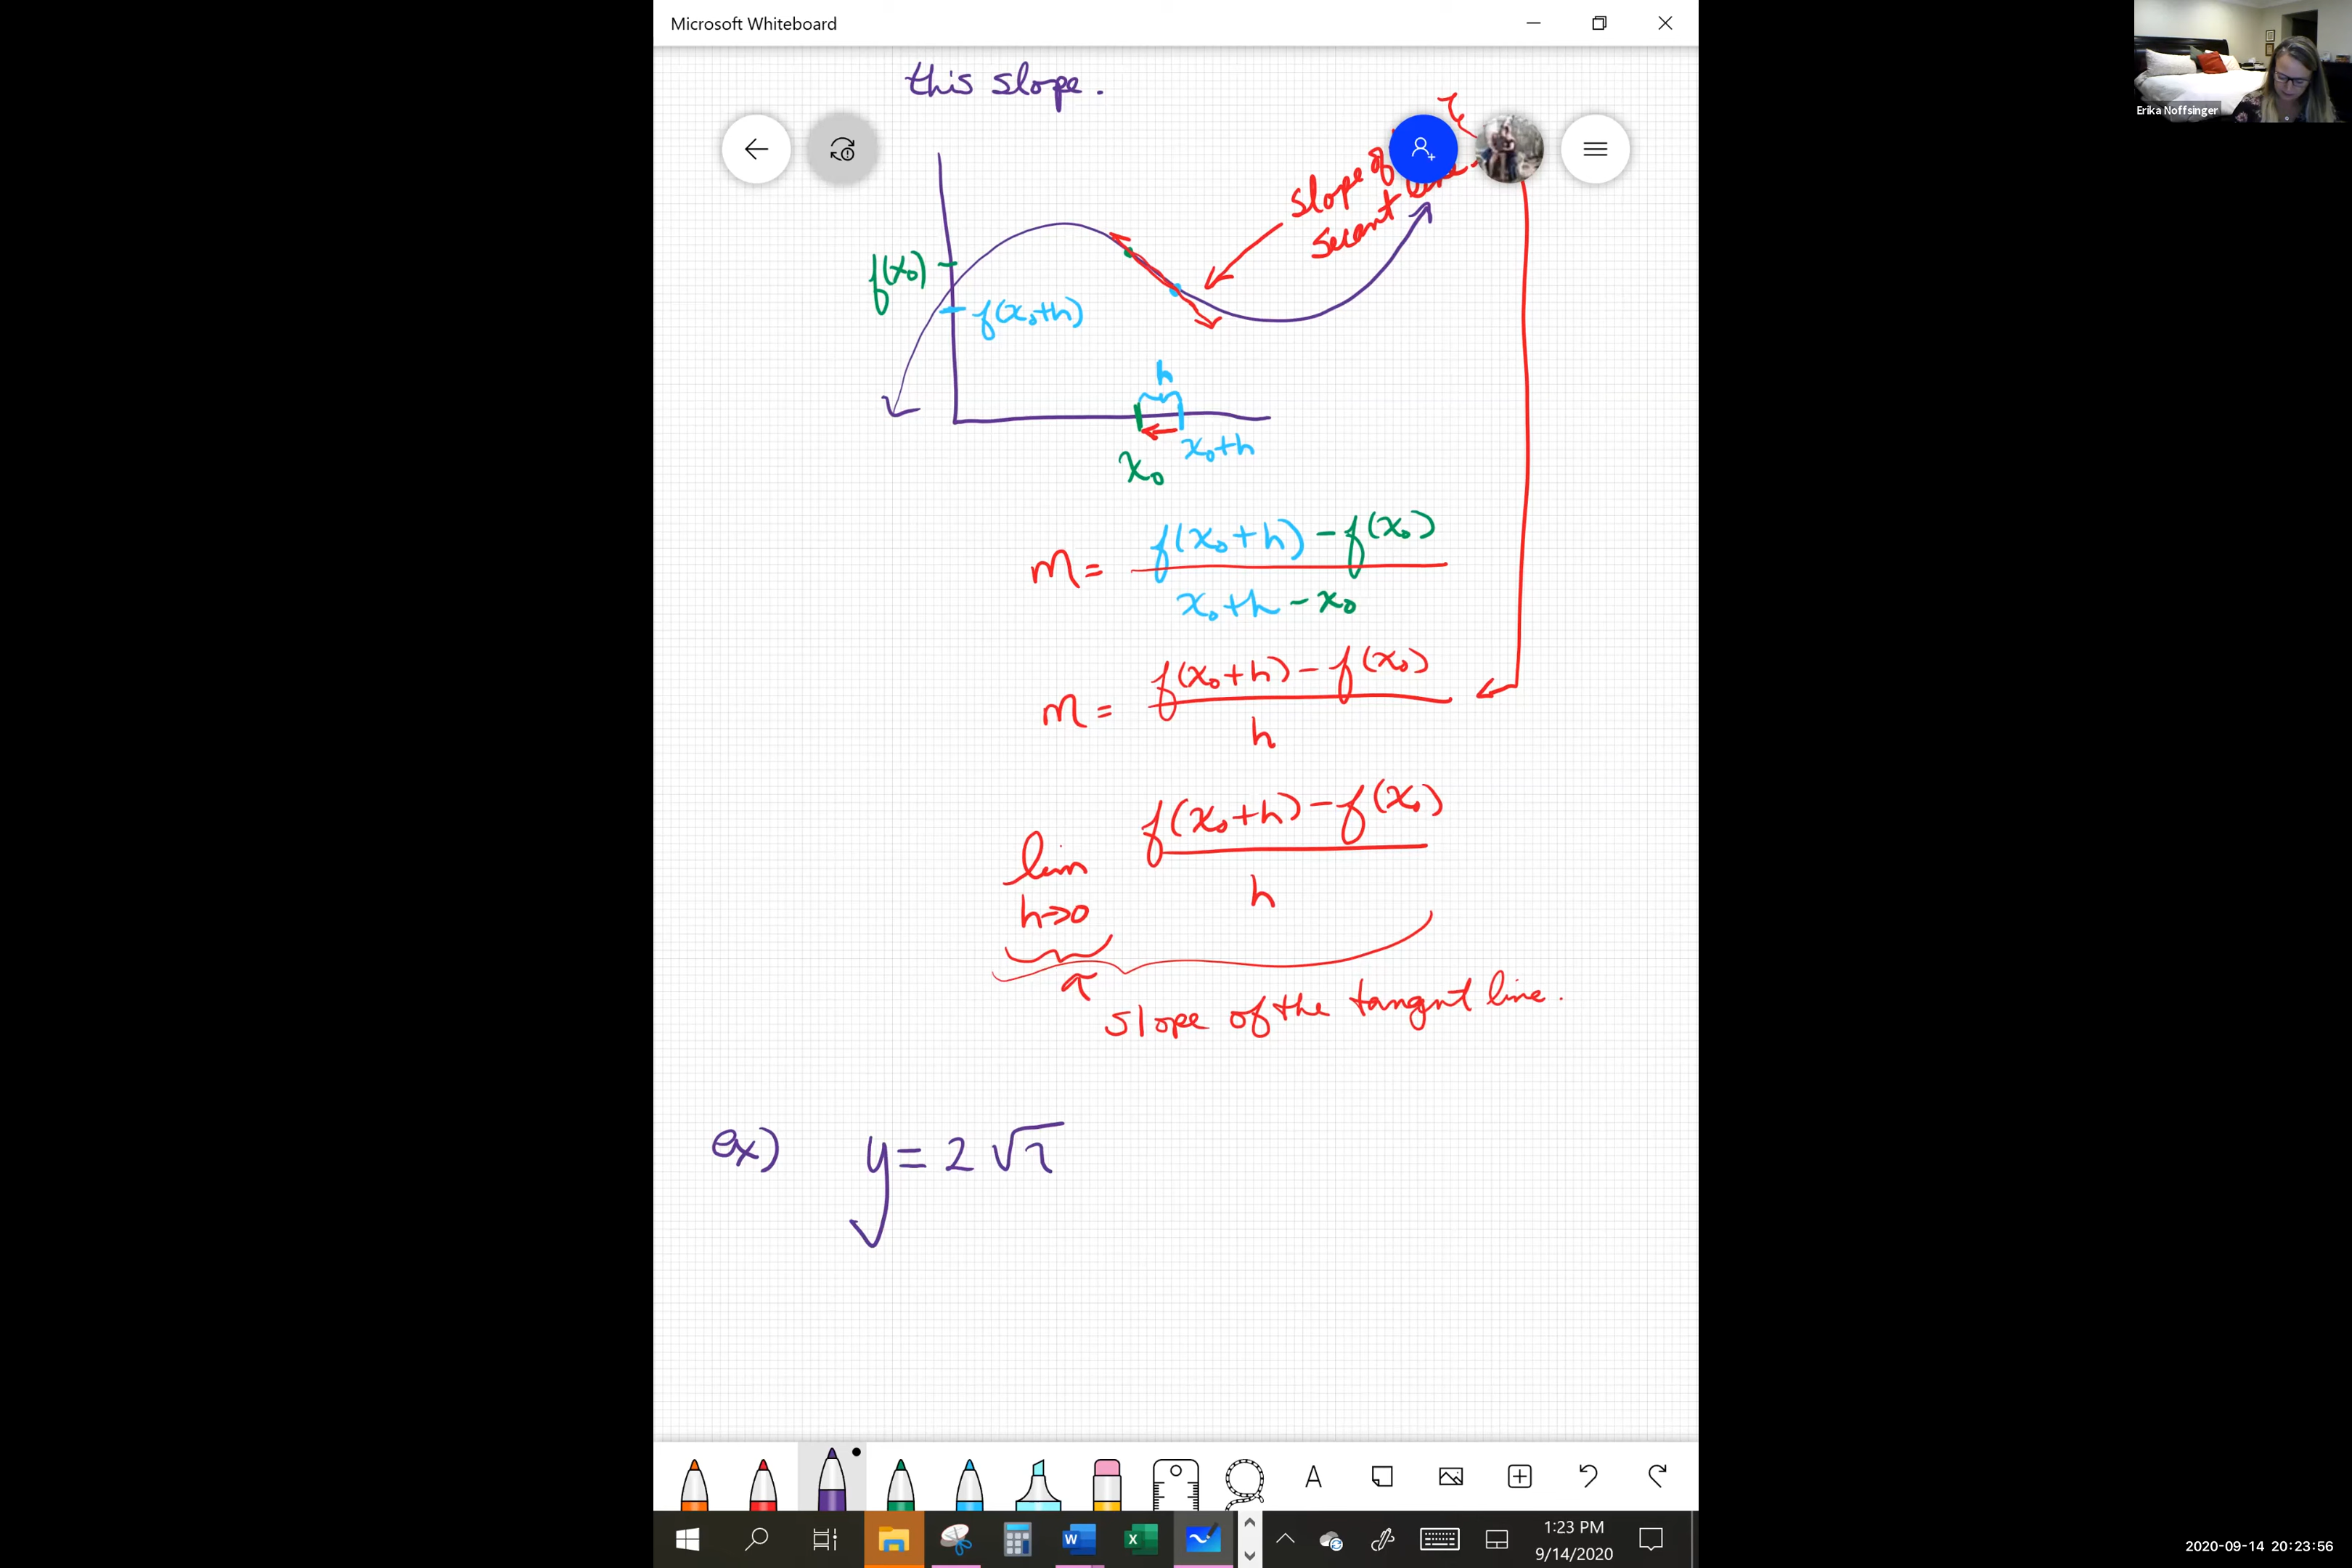 Microsoft Whiteboard
Erika Noffsinger
this slope.
slope of
secant line
f(x₀)
f(x₀+h)
h
x₀+h
x₀
m = f(x₀+h) - f(x₀) / x₀+h - x₀
m = f(x₀+h) - f(x₀) / h
lim h→0 f(x₀+h) - f(x₀) / h
slope of the tangnt line.
ex) y = 2 √
A
W
X
1:23 PM
9/14/2020
2020-09-14 20:23:56